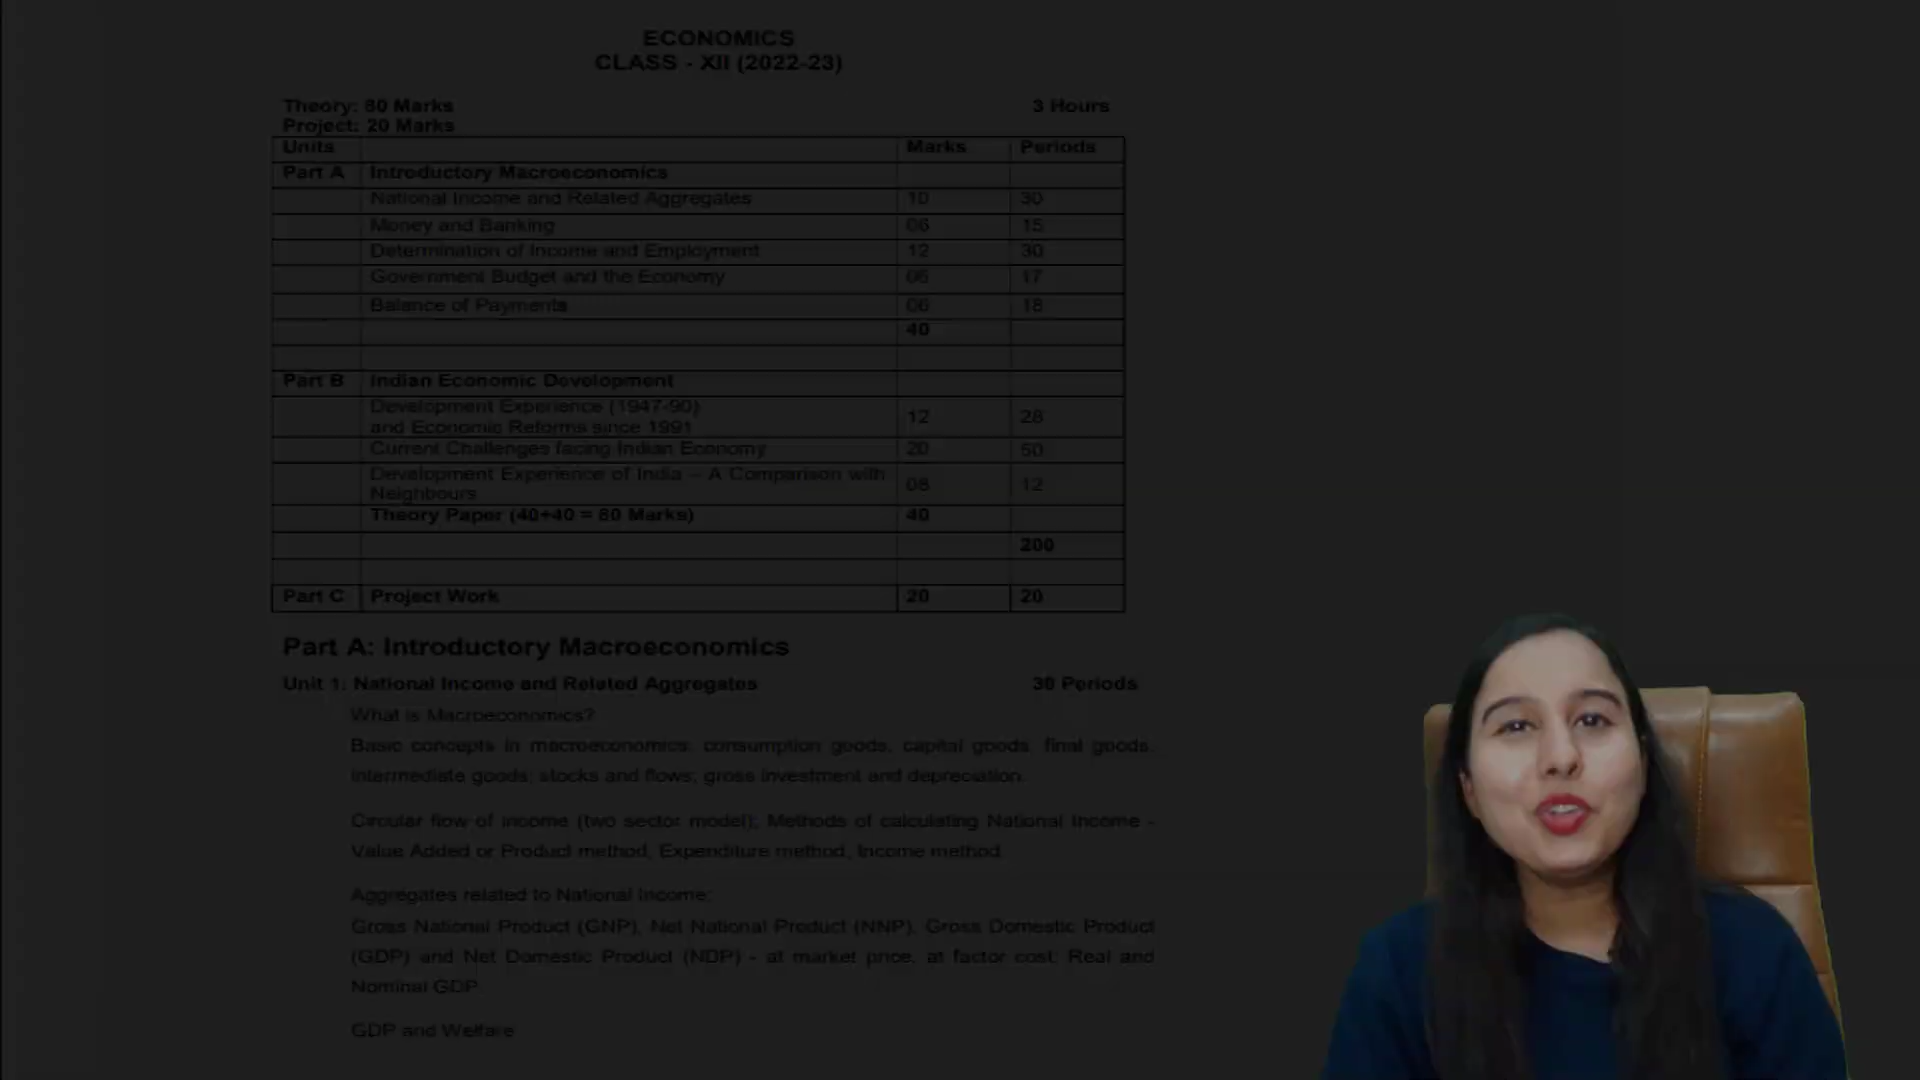 ECONOMICS
CLASS - XII (2022-23)
Theory: 80 Marks 3 Hours
Project: 20 Marks
Units Marks Periods
Part A Introductory Macroeconomics
National Income and Related Aggregates 10 30
Money and Banking 06 15
Determination of Income and Employment 12 30
Government Budget and the Economy 06 17
Balance of Payments 06 18
40
Part B Indian Economic Development
Development Experience (1947-90)
and Economic Reforms since 1991 12 28
Current Challenges facing Indian Economy 20 50
Development Experience of India – A Comparison with
Neighbours 08 12
Theory Paper (40+40 = 80 Marks) 40
200
Part C Project Work 20 20
Part A: Introductory Macroeconomics
Unit 1: National Income and Related Aggregates 30 Periods
What is Macroeconomics?
Basic concepts in macroeconomics: consumption goods, capital goods, final goods,
intermediate goods; stocks and flows; gross investment and depreciation.
Circular flow of income (two sector model); Methods of calculating National Income -
Value Added or Product method, Expenditure method, Income method.
Aggregates related to National Income:
Gross National Product (GNP), Net National Product (NNP), Gross Domestic Product
(GDP) and Net Domestic Product (NDP) - at market price, at factor cost; Real and
Nominal GDP
GDP and Welfare